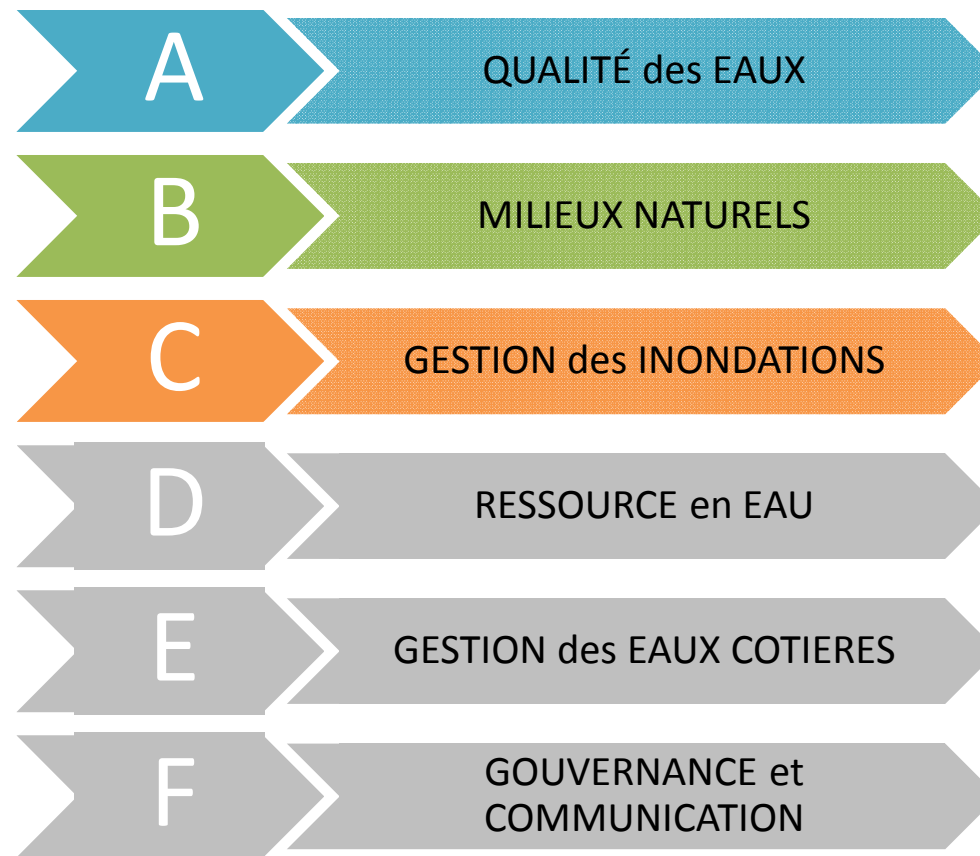 A
QUALITÉ des EAUX
B
MILIEUX NATURELS
C
GESTION des INONDATIONS
D
RESSOURCE en EAU
E
GESTION des EAUX COTIERES
F
GOUVERNANCE et
COMMUNICATION